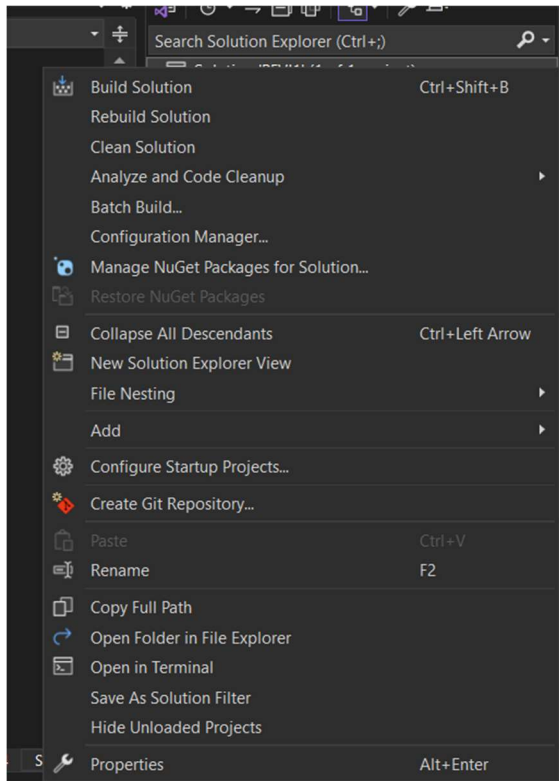 Search Solution Explorer (Ctrl+;)
Build Solution Ctrl+Shift+B
Rebuild Solution
Clean Solution
Analyze and Code Cleanup
Batch Build...
Configuration Manager...
Manage NuGet Packages for Solution...
Restore NuGet Packages
Collapse All Descendants Ctrl+Left Arrow
New Solution Explorer View
File Nesting
Add
Configure Startup Projects...
Create Git Repository...
Paste Ctrl+V
Rename F2
Copy Full Path
Open Folder in File Explorer
Open in Terminal
Save As Solution Filter
Hide Unloaded Projects
S
Properties Alt+Enter